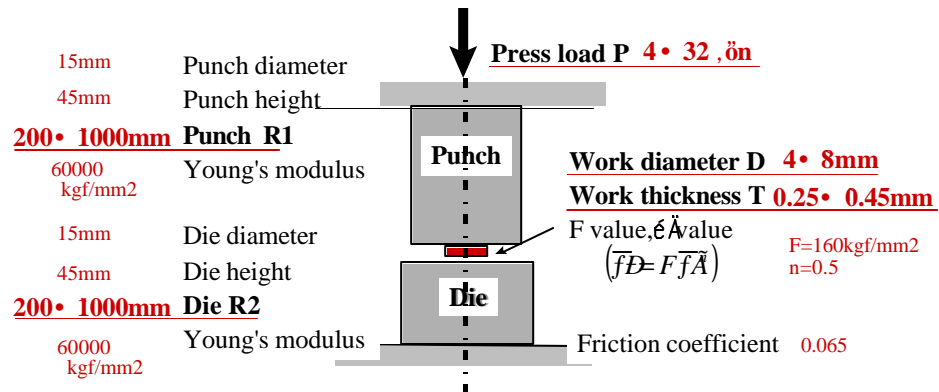 Press load P 4• 32
15mm Punch diameter
45mm Punch height
200• 1000mm Punch R1
60000 kgf/mm2 Young's modulus
Punch
Work diameter D 4• 8mm
Work thickness T 0.25• 0.45mm
F value, value
F=160kgf/mm2
n=0.5
15mm Die diameter
45mm Die height
200• 1000mm Die R2
60000 kgf/mm2 Young's modulus
Die
Friction coefficient 0.065